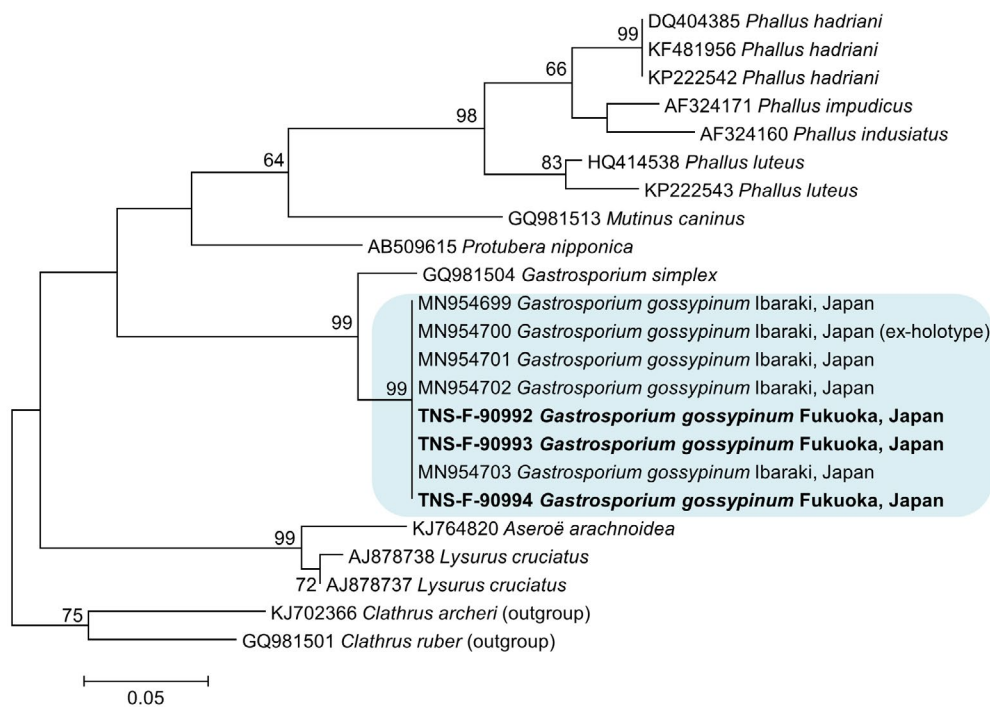 DQ404385 Phallus hadriani
99
KF481956 Phallus hadriani
66
KP222542 Phallus hadriani
AF324171 Phallus impudicus
98
AF324160 Phallus indusiatus
64
83
HQ414538 Phallus luteus
KP222543 Phallus luteus
GQ981513 Mutinus caninus
AB509615 Protubera nipponica
GQ981504 Gastrosporium simplex
MN954699 Gastrosporium gossypinum Ibaraki, Japan
99
MN954700 Gastrosporium gossypinum Ibaraki, Japan (ex-holotype)
MN954701 Gastrosporium gossypinum Ibaraki, Japan
99
MN954702 Gastrosporium gossypinum Ibaraki, Japan
TNS-F-90992 Gastrosporium gossypinum Fukuoka, Japan
TNS-F-90993 Gastrosporium gossypinum Fukuoka, Japan
MN954703 Gastrosporium gossypinum Ibaraki, Japan
TNS-F-90994 Gastrosporium gossypinum Fukuoka, Japan
KJ764820 Aseroë arachnoidea
99
AJ878738 Lysurus cruciatus
72
AJ878737 Lysurus cruciatus
75
KJ702366 Clathrus archeri (outgroup)
GQ981501 Clathrus ruber (outgroup)
0.05